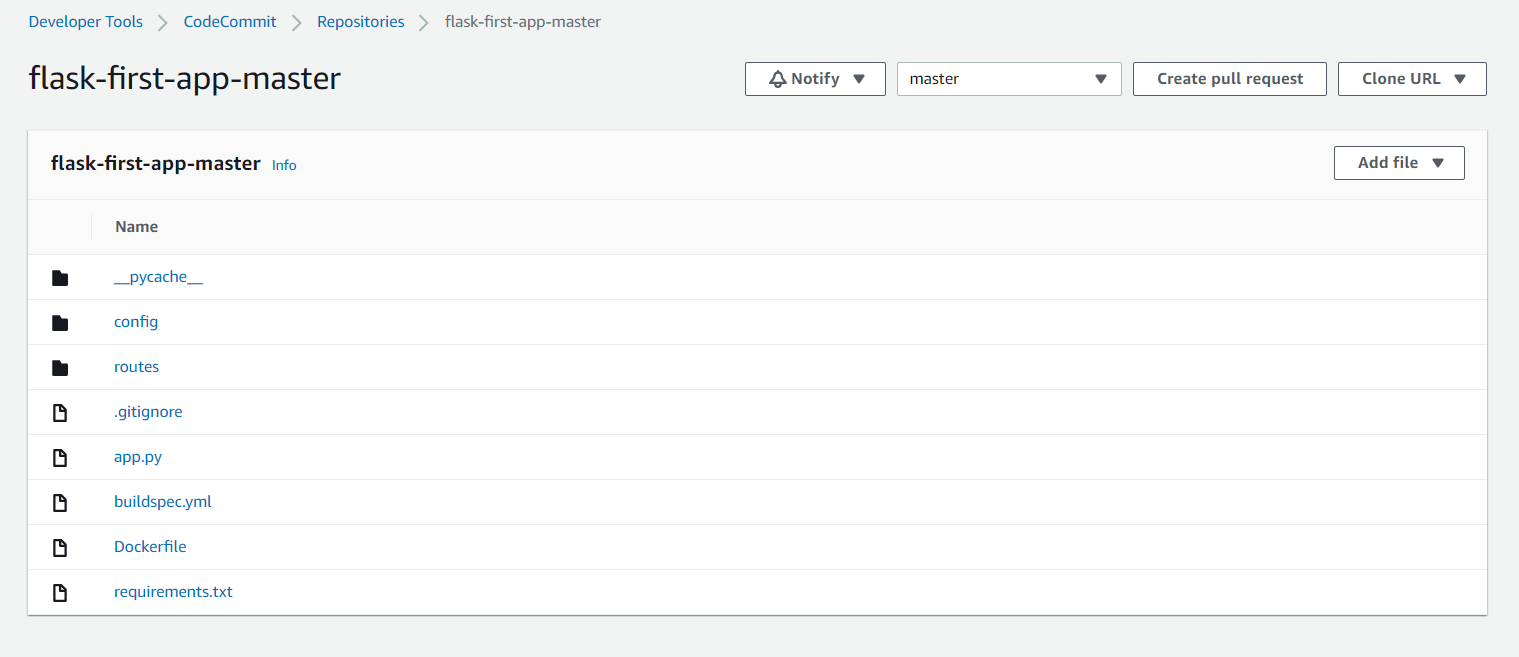 Developer Tools CodeCommit Repositories flask-first-app-master
flask-first-app-master Notify master Create pull request Clone URL
flask-first-app-master Info Add file
Name
__pycache__
config
routes
.gitignore
app.py
buildspec.yml
Dockerfile
requirements.txt